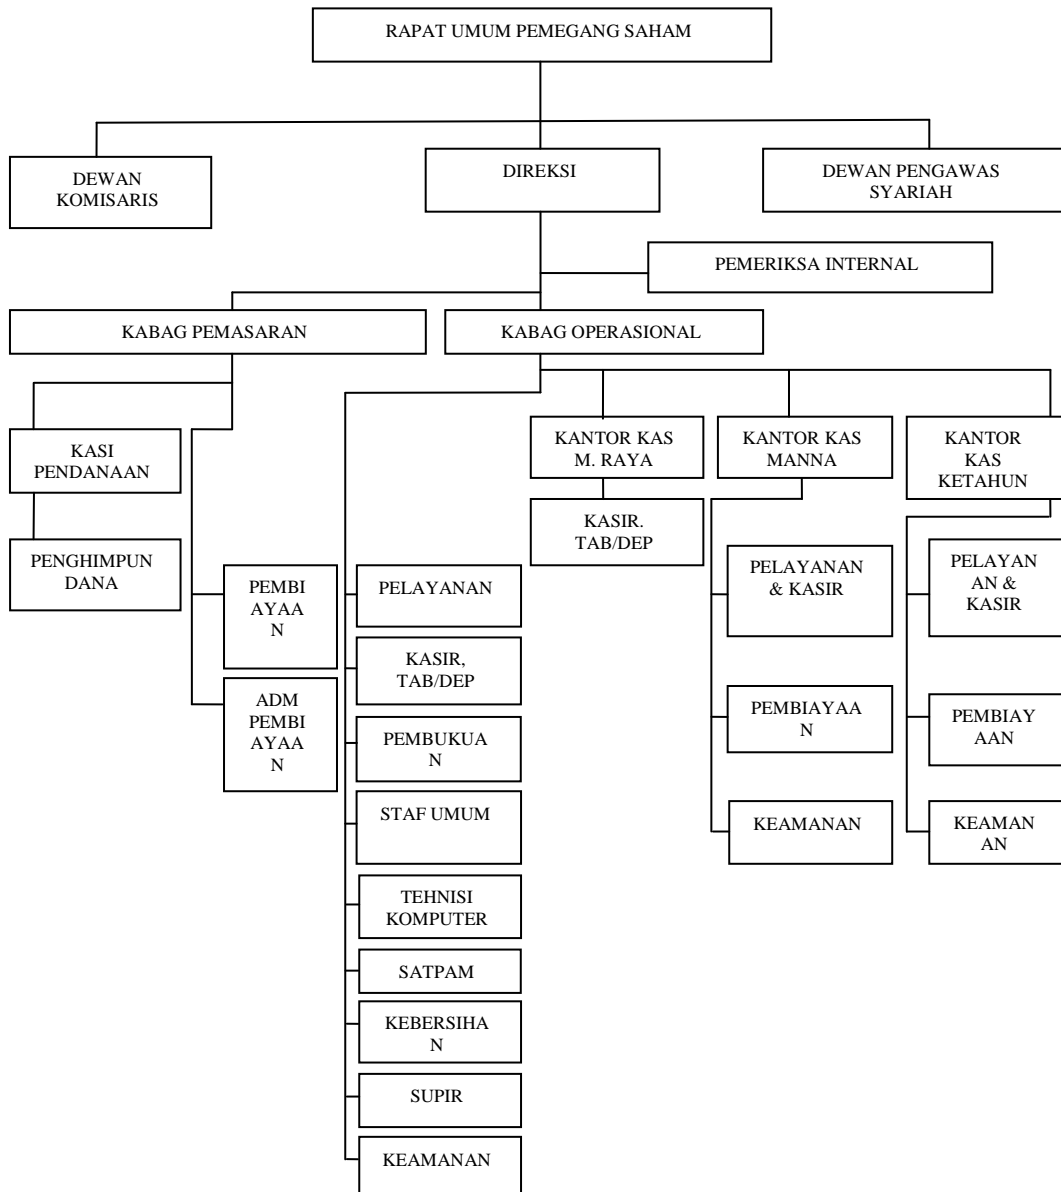 RAPAT UMUM PEMEGANG SAHAM
DEWAN
KOMISARIS
DIREKSI
DEWAN PENGAWAS
SYARIAH
PEMERIKSA INTERNAL
KABAG PEMASARAN
KABAG OPERASIONAL
KASI
PENDANAAN
PENGHIMPUN
DANA
PEMBI
AYAA
N
ADM
PEMBI
AYAA
N
PELAYANAN
KASIR,
TAB/DEP
PEMBUKUA
N
STAF UMUM
TEHNISI
KOMPUTER
SATPAM
KEBERSIHA
N
SUPIR
KEAMANAN
KANTOR KAS
M. RAYA
KASIR.
TAB/DEP
KANTOR KAS
MANNA
PELAYANAN
& KASIR
PEMBIAYAA
N
KEAMANAN
KANTOR
KAS
KETAHUN
PELAYAN
AN &
KASIR
PEMBIAY
AAN
KEAMAN
AN